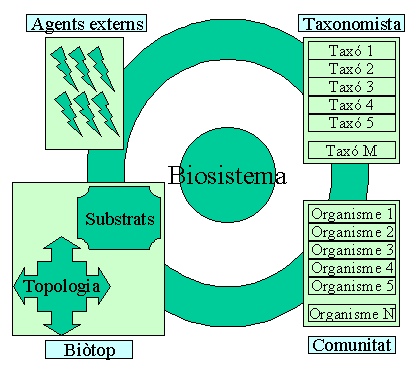 Agents externs
Taxonomista
Taxó 1
Taxó 2
Taxó 3
Taxó 4
Taxó 5
Taxó M
Biosistema
Substrats
Topologia
Biòtop
Organisme 1
Organisme 2
Organisme 3
Organisme 4
Organisme 5
Organisme N
Comunitat